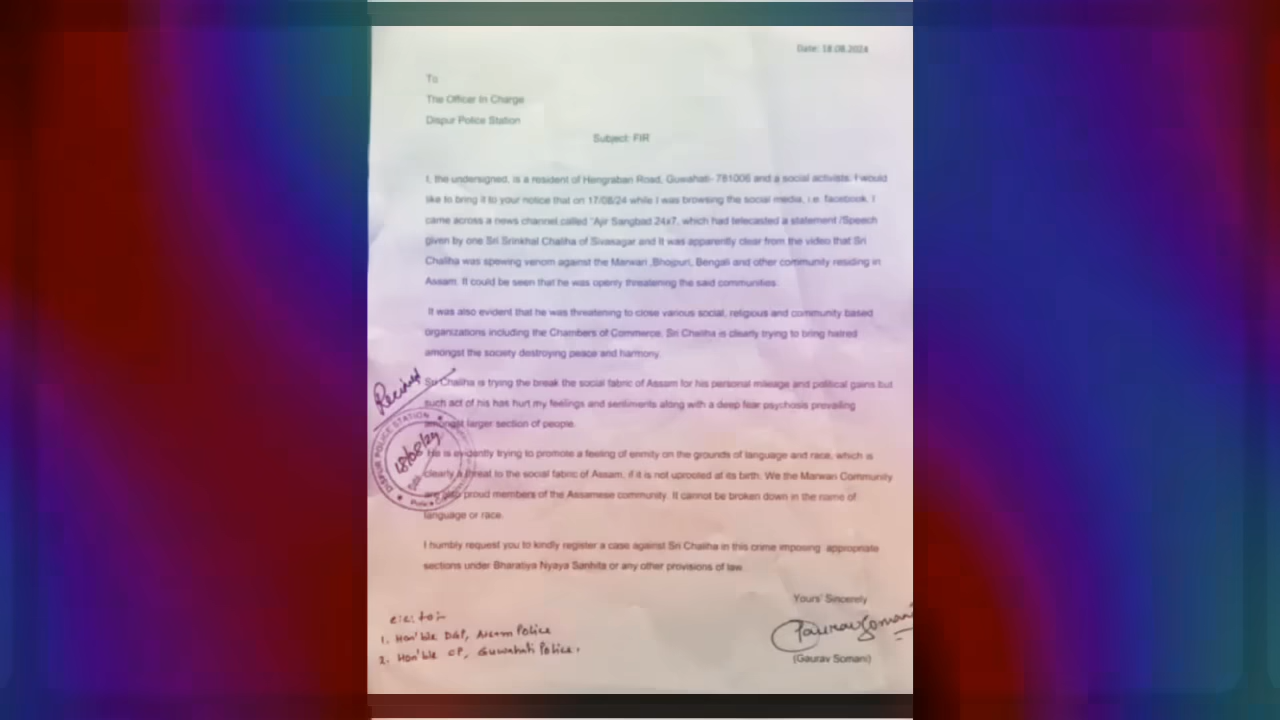 Date: 18.08.2024
To
The Officer In Charge
Dispur Police Station
Subject: FIR
I, the undersigned, is a resident of Hengraban Road, Guwahati- 781006 and a social activists. I would
like to bring it to your notice that on 17/08/24 while I was browsing the social media, i.e. facebook, I
came across a news channel called "Ajir Sangbad 24x7, which had telecasted a statement /Speech
given by one Sri Srinkhal Chaliha of Sivasagar and it was apparently clear from the video that Sri
Chaliha was spewing venom against the Marwari ,Bhojpuri, Bengali and other community residing in
Assam. It could be seen that he was openly threatening the said communities.
It was also evident that he was threatening to close various social, religious and community based
organizations including the Chambers of Commerce. Sri Chaliha is clearly trying to bring hatred
amongst the society destroying peace and harmony.
Received
Sri Chaliha is trying the break the social fabric of Assam for his personal mileage and political gains but
such act of his has hurt my feelings and sentiments along with a deep fear psychosis prevailing
amongst larger section of people.
DISPUR POLICE STATION
18/08/24
He is evidently trying to promote a feeling of enmity on the grounds of language and race, which is
clearly a threat to the social fabric of Assam, if it is not uprooted at its birth. We the Marwari Community
are also proud members of the Assamese community. It cannot be broken down in the name of
language or race.
I humbly request you to kindly register a case against Sri Chaliha in this crime imposing appropriate
sections under Bharatiya Nyaya Sanhita or any other provisions of law.
Yours' Sincerely
Gaurav Somani
(Gaurav Somani)
c.c. to:-
1. Hon'ble DGP, Assam Police
2. Hon'ble CP, Guwahati Police.